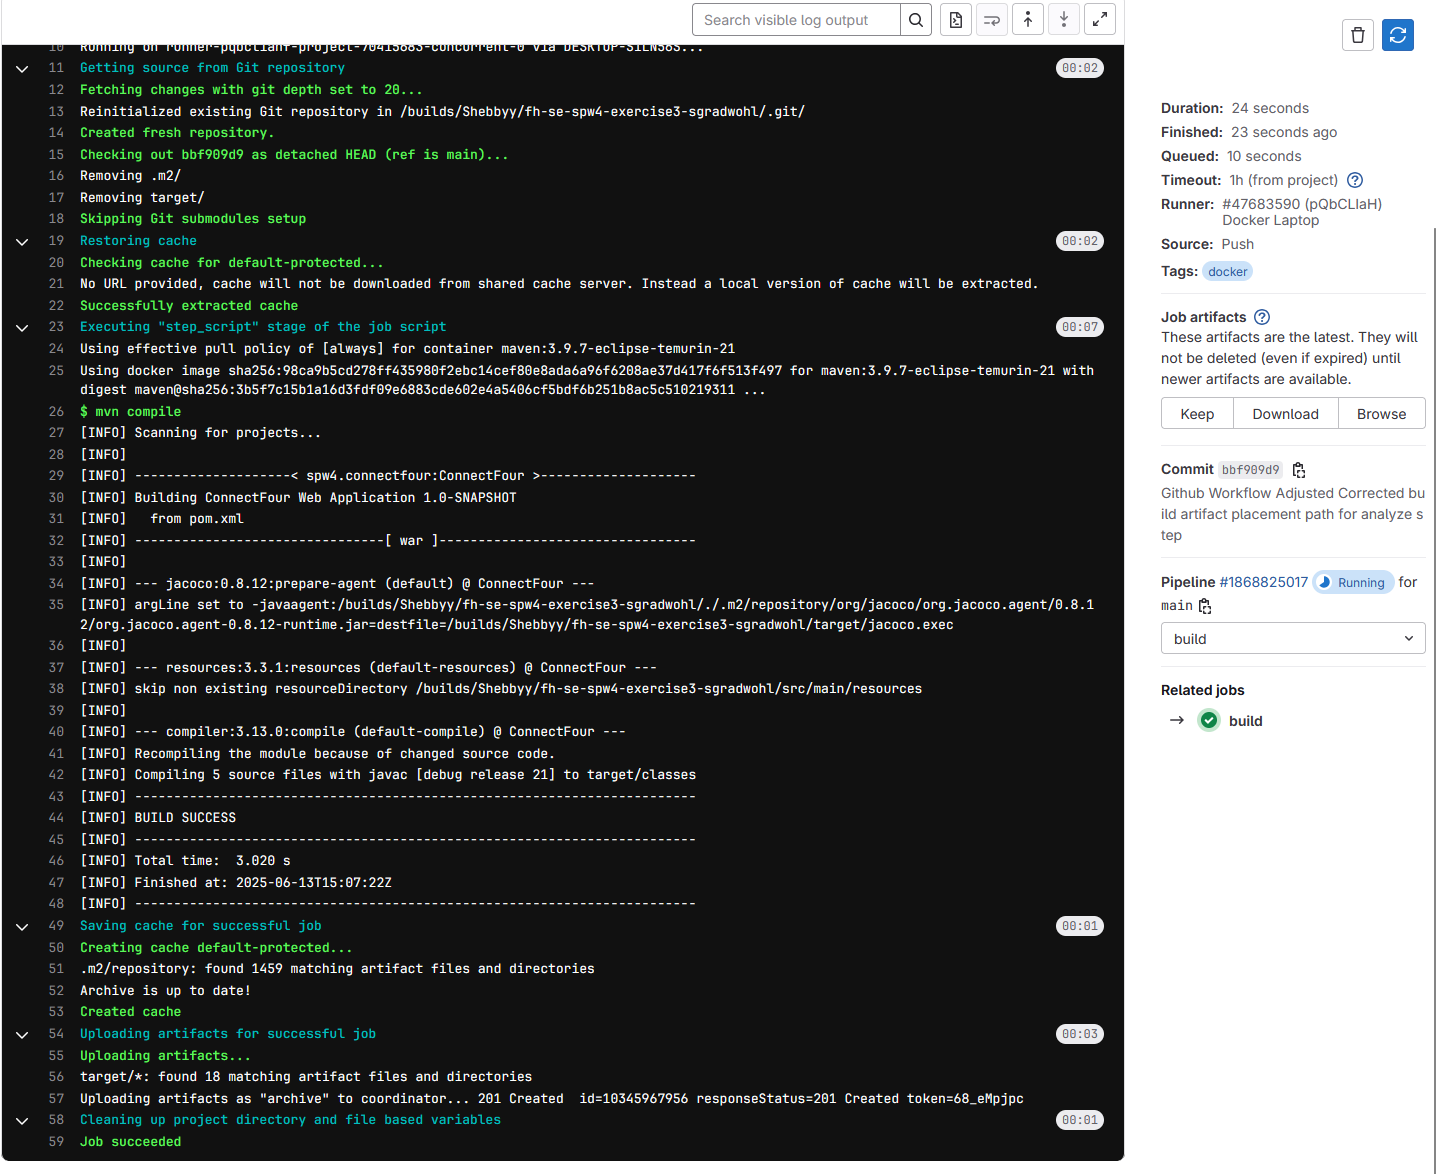 Search visible log output
10 Running on runner-pqbcliahf-project-70415683-concurrent-0 via DESKTOP-S1LN56S...
11 Getting source from Git repository 00:02
12 Fetching changes with git depth set to 20...
13 Reinitialized existing Git repository in /builds/Shebbyy/fh-se-spw4-exercise3-sgradwohl/.git/
14 Created fresh repository.
15 Checking out bbf909d9 as detached HEAD (ref is main)...
16 Removing .m2/
17 Removing target/
18 Skipping Git submodules setup
19 Restoring cache 00:02
20 Checking cache for default-protected...
21 No URL provided, cache will not be downloaded from shared cache server. Instead a local version of cache will be extracted.
22 Successfully extracted cache
23 Executing "step_script" stage of the job script 00:07
24 Using effective pull policy of [always] for container maven:3.9.7-eclipse-temurin-21
25 Using docker image sha256:98ca9b5cd278ff435980f2ebc14cef80e8ada6a96f6208ae37d417f6f513f497 for maven:3.9.7-eclipse-temurin-21 with
digest maven@sha256:3b5f7c15b1a16d3fdf09e6883cde602e4a5406cf5bdf6b251b8ac5c510219311 ...
26 $ mvn compile
27 [INFO] Scanning for projects...
28 [INFO]
29 [INFO] --------------------< spw4.connectfour:ConnectFour >--------------------
30 [INFO] Building ConnectFour Web Application 1.0-SNAPSHOT
31 [INFO]   from pom.xml
32 [INFO] --------------------------------[ war ]---------------------------------
33 [INFO]
34 [INFO] --- jacoco:0.8.12:prepare-agent (default) @ ConnectFour ---
35 [INFO] argLine set to -javaagent:/builds/Shebbyy/fh-se-spw4-exercise3-sgradwohl/./.m2/repository/org/jacoco/org.jacoco.agent/0.8.1
2/org.jacoco.agent-0.8.12-runtime.jar=destfile=/builds/Shebbyy/fh-se-spw4-exercise3-sgradwohl/target/jacoco.exec
36 [INFO]
37 [INFO] --- resources:3.3.1:resources (default-resources) @ ConnectFour ---
38 [INFO] skip non existing resourceDirectory /builds/Shebbyy/fh-se-spw4-exercise3-sgradwohl/src/main/resources
39 [INFO]
40 [INFO] --- compiler:3.13.0:compile (default-compile) @ ConnectFour ---
41 [INFO] Recompiling the module because of changed source code.
42 [INFO] Compiling 5 source files with javac [debug release 21] to target/classes
43 [INFO] ------------------------------------------------------------------------
44 [INFO] BUILD SUCCESS
45 [INFO] ------------------------------------------------------------------------
46 [INFO] Total time:  3.020 s
47 [INFO] Finished at: 2025-06-13T15:07:22Z
48 [INFO] ------------------------------------------------------------------------
49 Saving cache for successful job 00:01
50 Creating cache default-protected...
51 .m2/repository: found 1459 matching artifact files and directories
52 Archive is up to date!
53 Created cache
54 Uploading artifacts for successful job 00:03
55 Uploading artifacts...
56 target/*: found 18 matching artifact files and directories
57 Uploading artifacts as "archive" to coordinator... 201 Created  id=10345967956 responseStatus=201 Created token=68_eMpjpc
58 Cleaning up project directory and file based variables 00:01
59 Job succeeded
Duration: 24 seconds
Finished: 23 seconds ago
Queued: 10 seconds
Timeout: 1h (from project)
Runner: #47683590 (pQbCLIaH)
Docker Laptop
Source: Push
Tags: docker
Job artifacts
These artifacts are the latest. They will
not be deleted (even if expired) until
newer artifacts are available.
Keep Download Browse
Commit bbf909d9
Github Workflow Adjusted Corrected bu
ild artifact placement path for analyze s
tep
Pipeline #1868825017 Running for
main
build
Related jobs
build